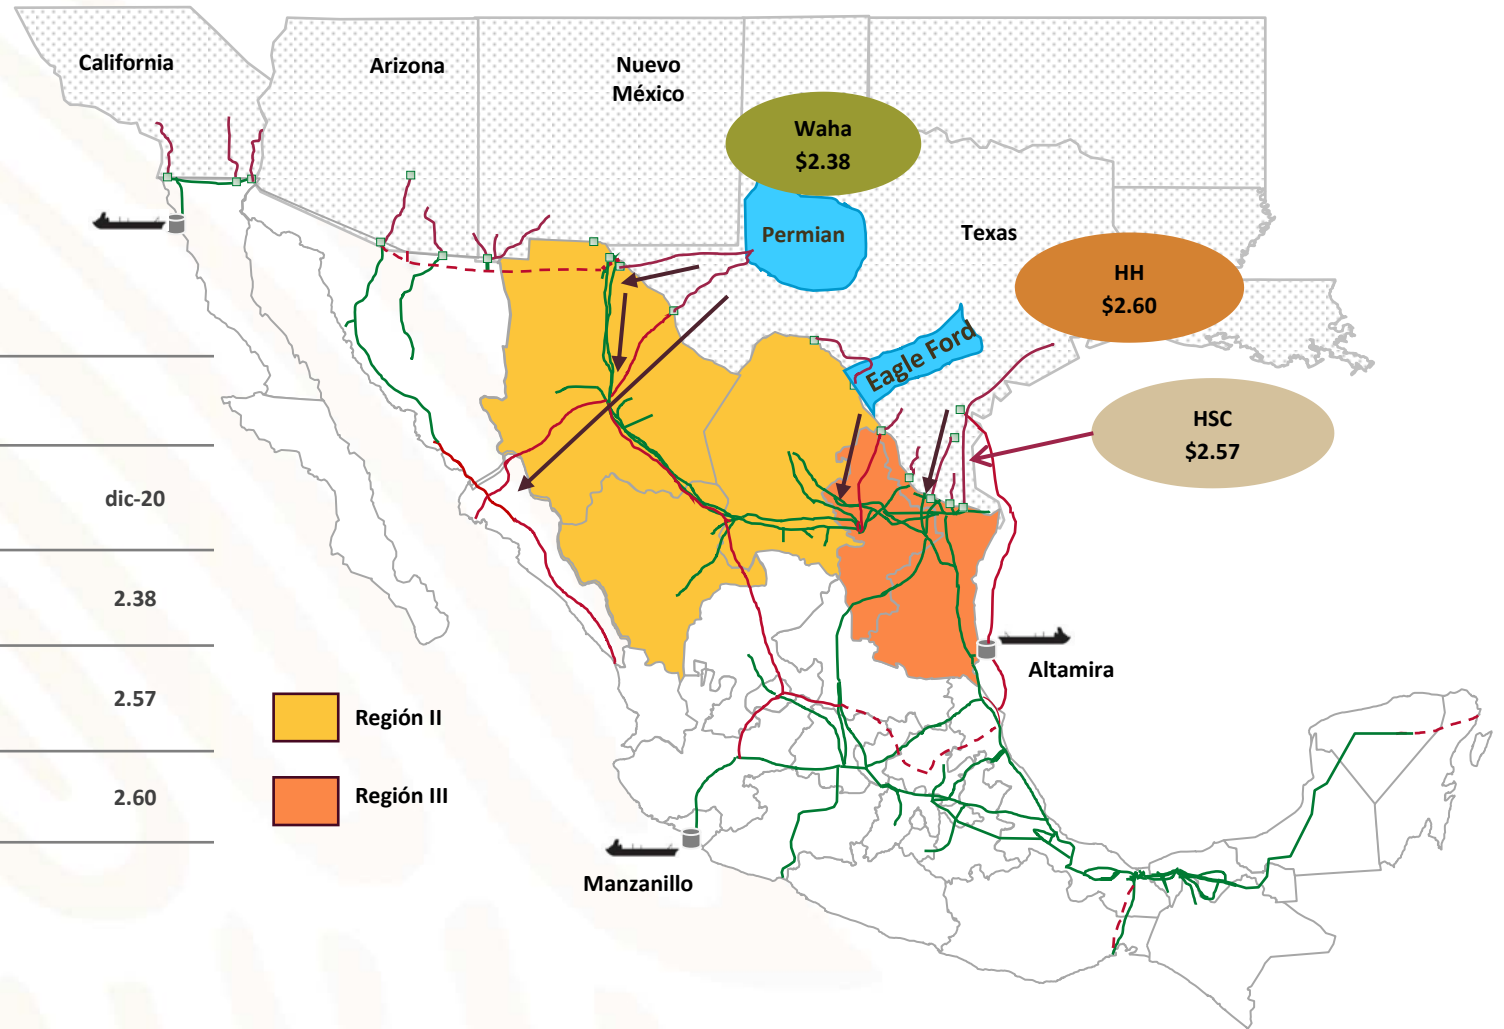 California
Arizona
Nuevo
México
Waha
$2.38
Permian
Texas
HH
$2.60
Eagle Ford
HSC
$2.57
dic-20
2.38
2.57
2.60
Región II
Región III
Altamira
Manzanillo